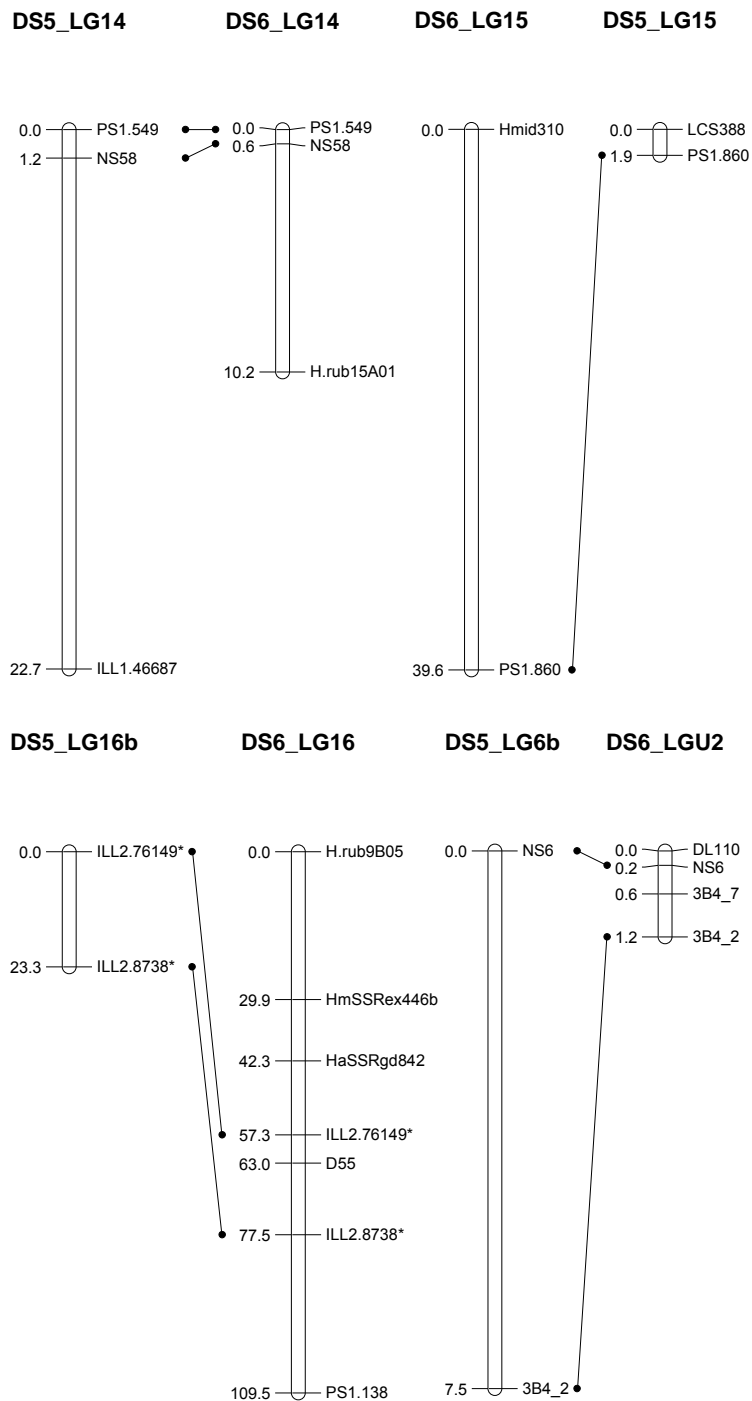 DS5_LG14 DS6_LG14 DS6_LG15 DS5_LG15
0.0 PS1.549
1.2 NS58
22.7 ILL1.46687
0.0 PS1.549
0.6 NS58
10.2 H.rub15A01
0.0 Hmid310
39.6 PS1.860
0.0 LCS388
1.9 PS1.860
DS5_LG16b DS6_LG16 DS5_LG6b DS6_LGU2
0.0 ILL2.76149*
23.3 ILL2.8738*
0.0 H.rub9B05
29.9 HmSSRex446b
42.3 HaSSRgd842
57.3 ILL2.76149*
63.0 D55
77.5 ILL2.8738*
109.5 PS1.138
0.0 NS6
7.5 3B4_2
0.0 DL110
0.2 NS6
0.6 3B4_7
1.2 3B4_2